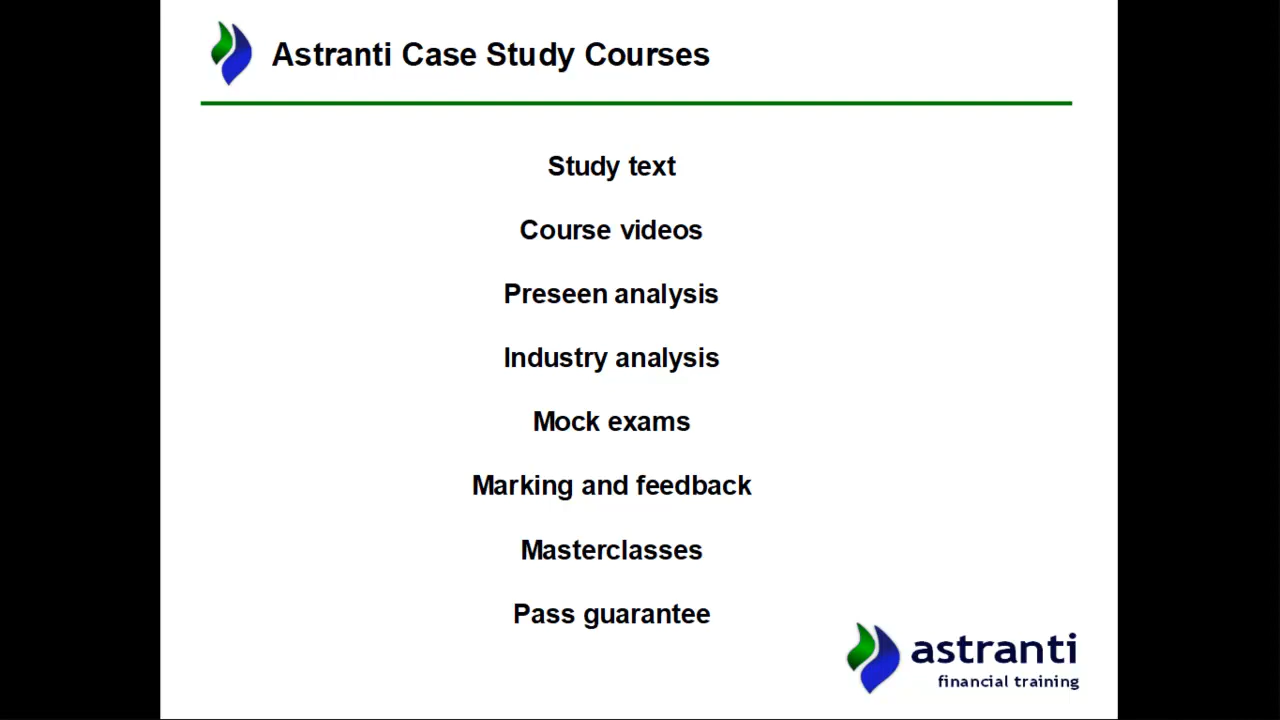 Astranti Case Study Courses
Study text
Course videos
Preseen analysis
Industry analysis
Mock exams
Marking and feedback
Masterclasses
Pass guarantee
astranti
financial training